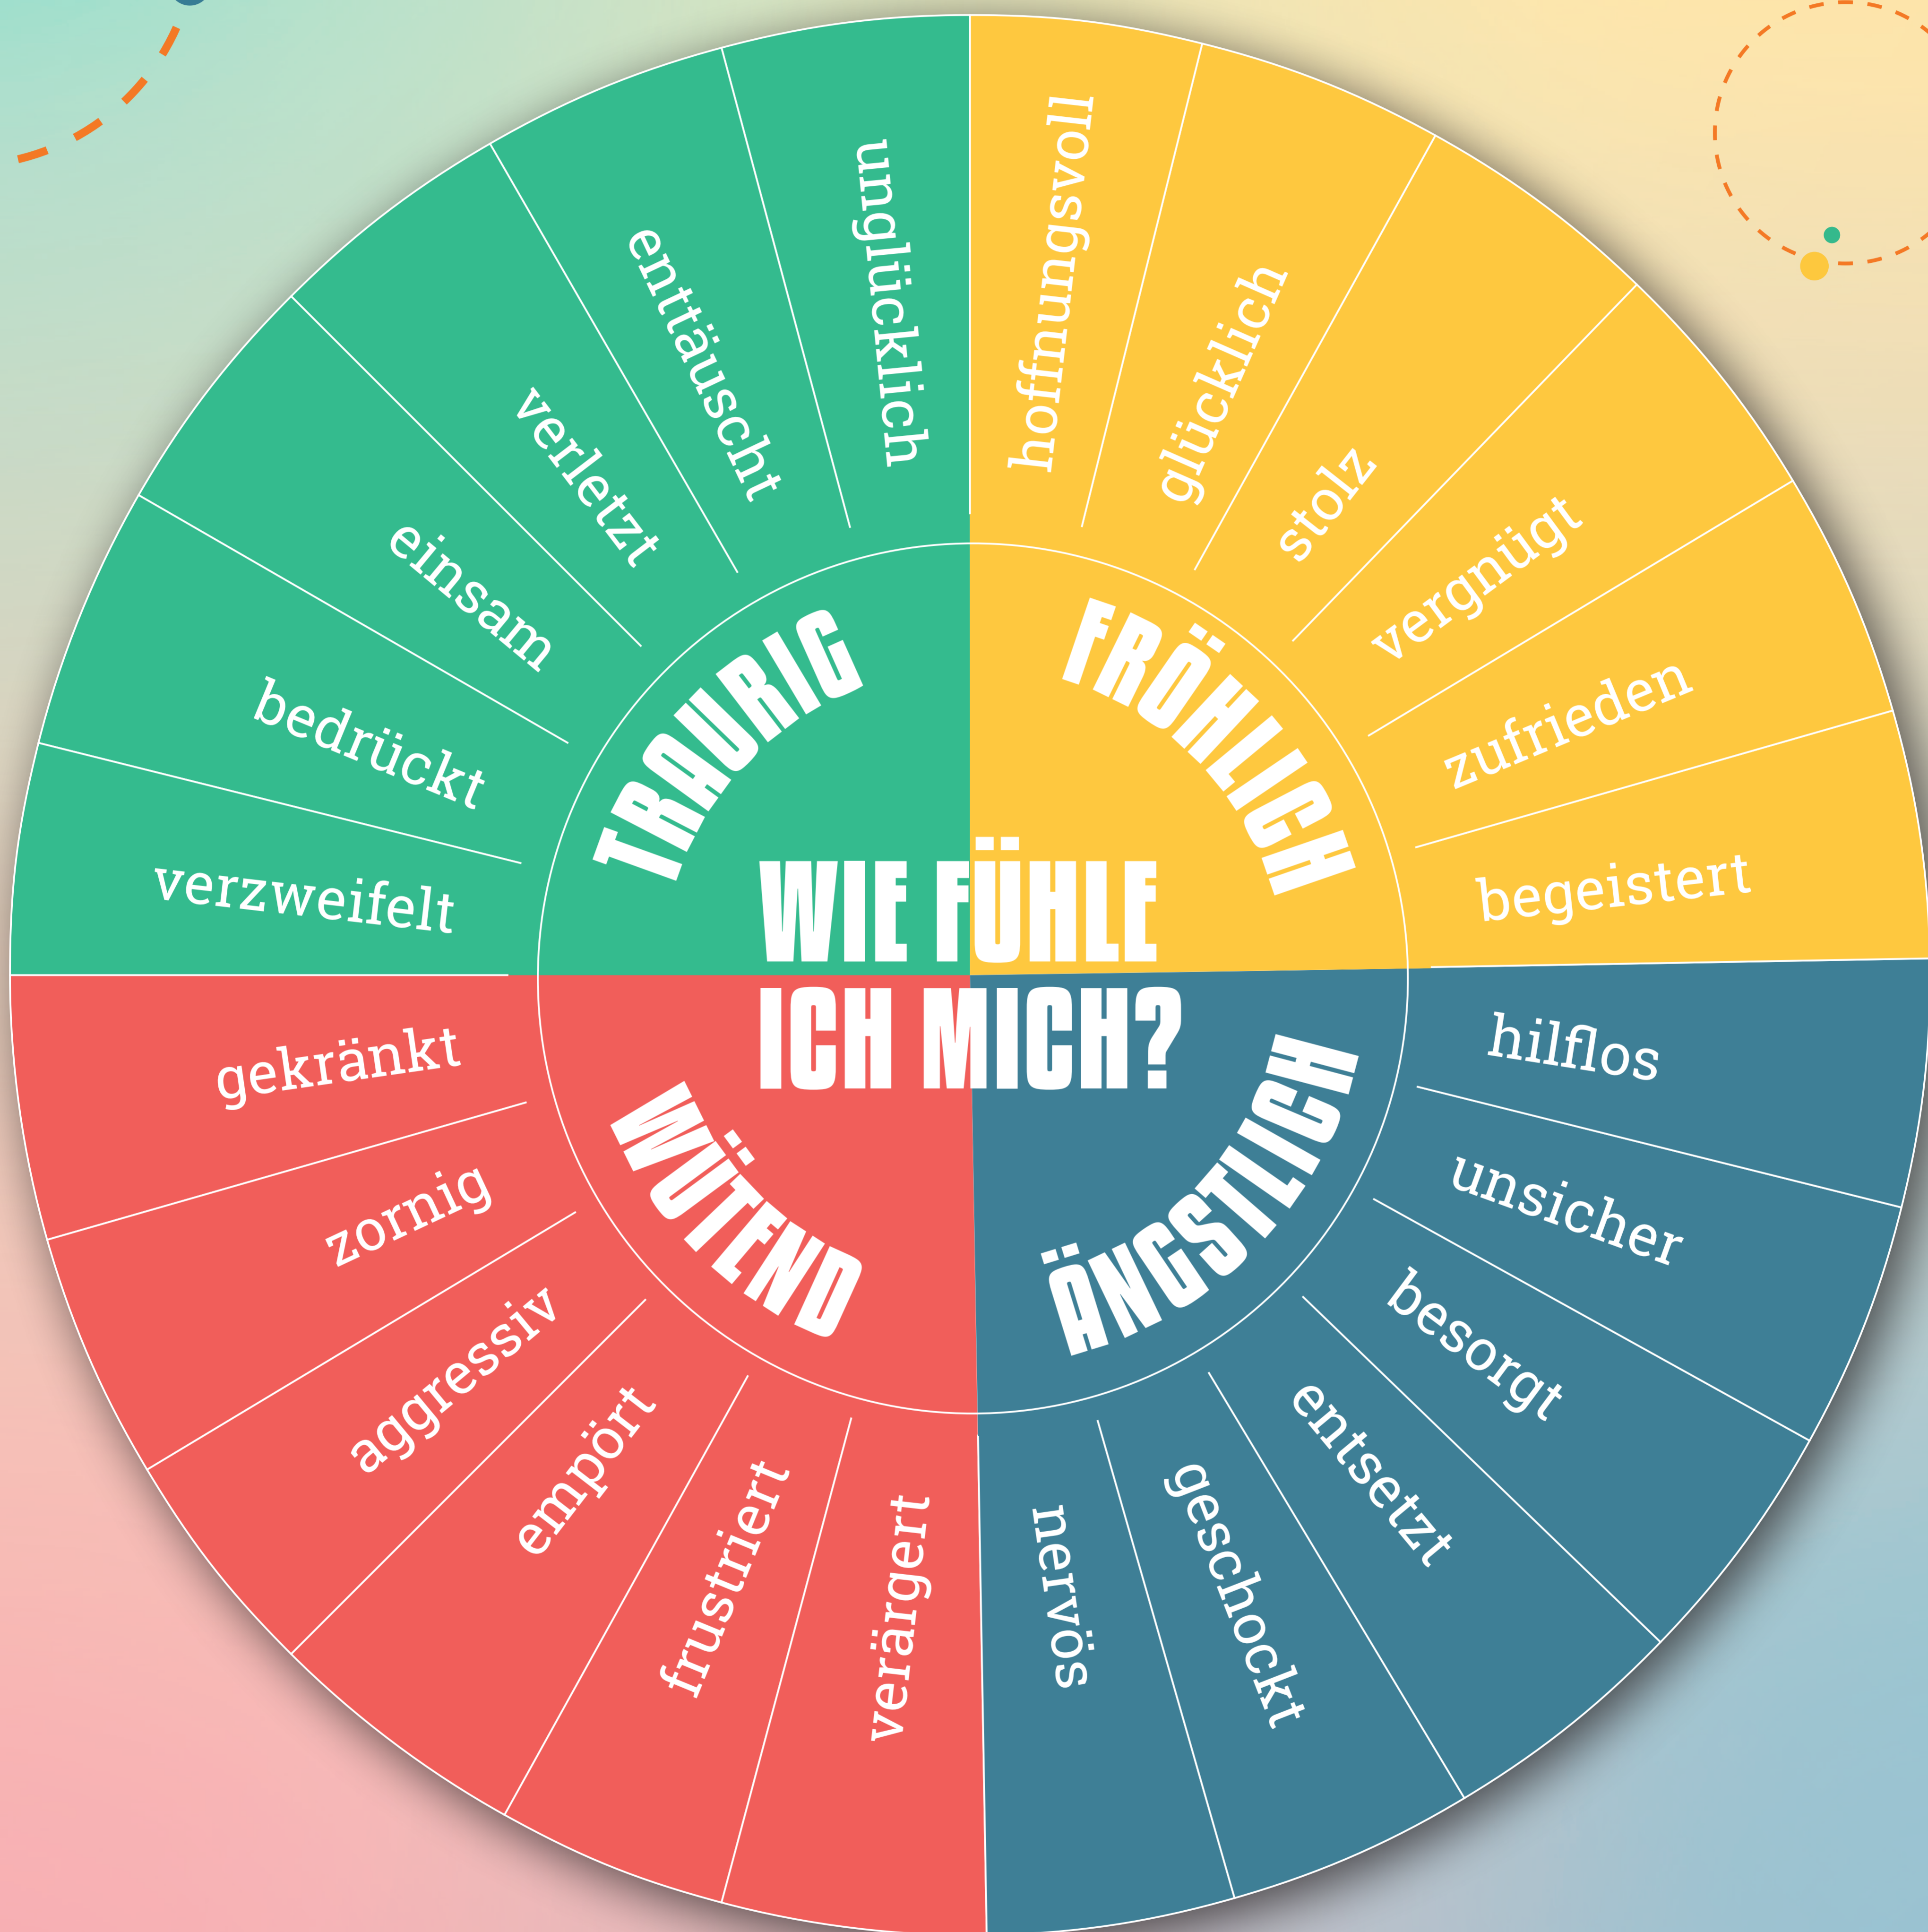 WIE FÜHLE
ICH MICH?
FRÖHLICH
hoffnungsvoll
glücklich
stolz
vergnügt
zufrieden
begeistert
ÄNGSTLICH
hilflos
unsicher
besorgt
entsetzt
geschockt
nervös
WÜTEND
verärgert
frustriert
empört
aggressiv
zornig
gekränkt
TRAURIG
verzweifelt
bedrückt
einsam
verletzt
enttäuscht
unglücklich